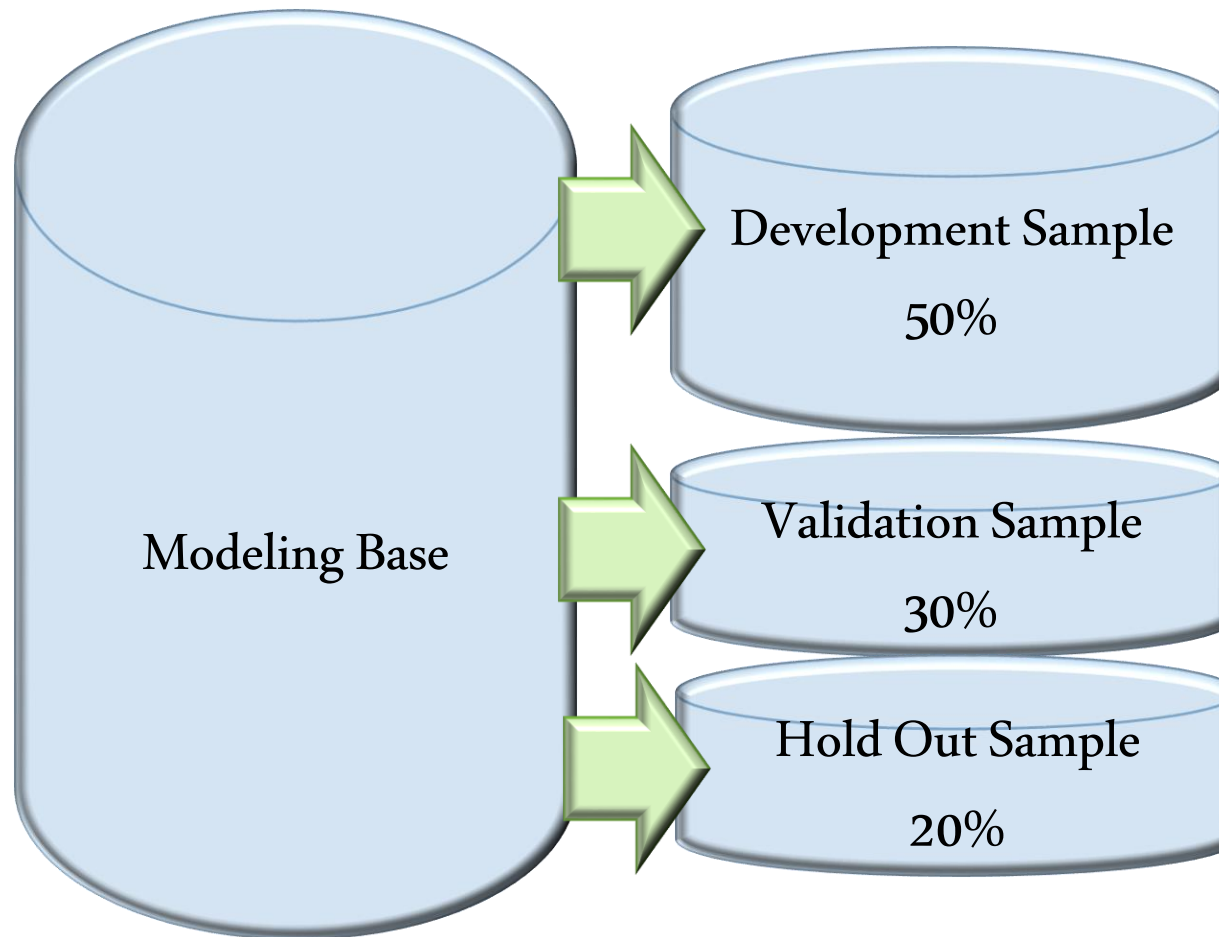 Modeling Base
Development Sample
50%
Validation Sample
30%
Hold Out Sample
20%